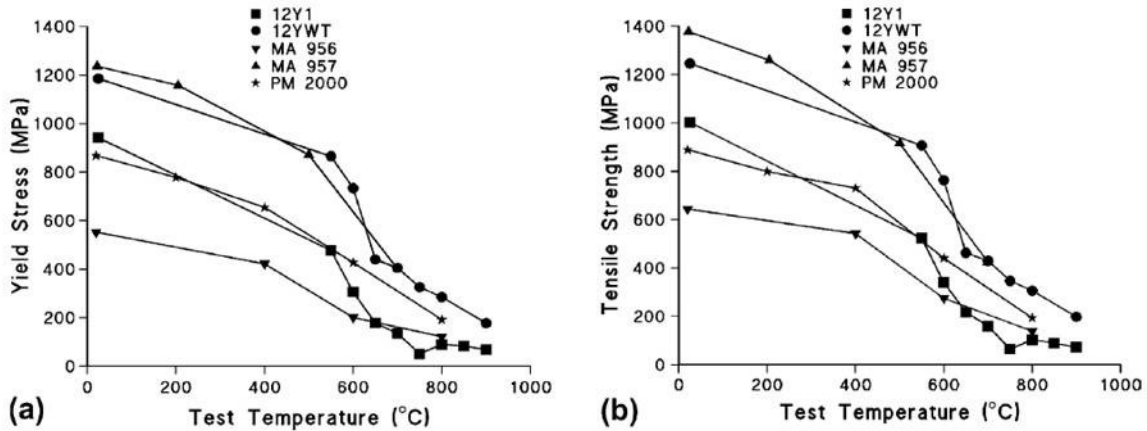 12Y1
12YWT
MA 956
MA 957
PM 2000
1400
1200
1000
800
600
400
200
0
Yield Stress (MPa)
0 200 400 600 800 1000
Test Temperature (°C)
(a)
12Y1
12YWT
MA 956
MA 957
PM 2000
1400
1200
1000
800
600
400
200
0
Tensile Strength (MPa)
0 200 400 600 800 1000
Test Temperature (°C)
(b)